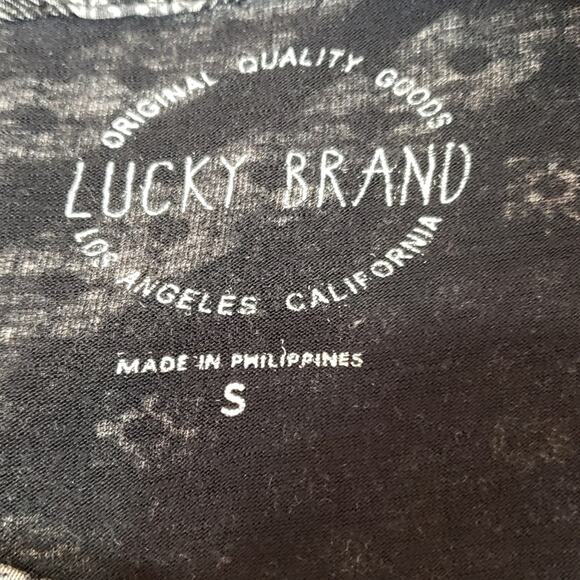 ORIGINAL QUALITY GOODS
LUCKY BRAND
LOS ANGELES CALIFORNIA
MADE IN PHILIPPINES
S